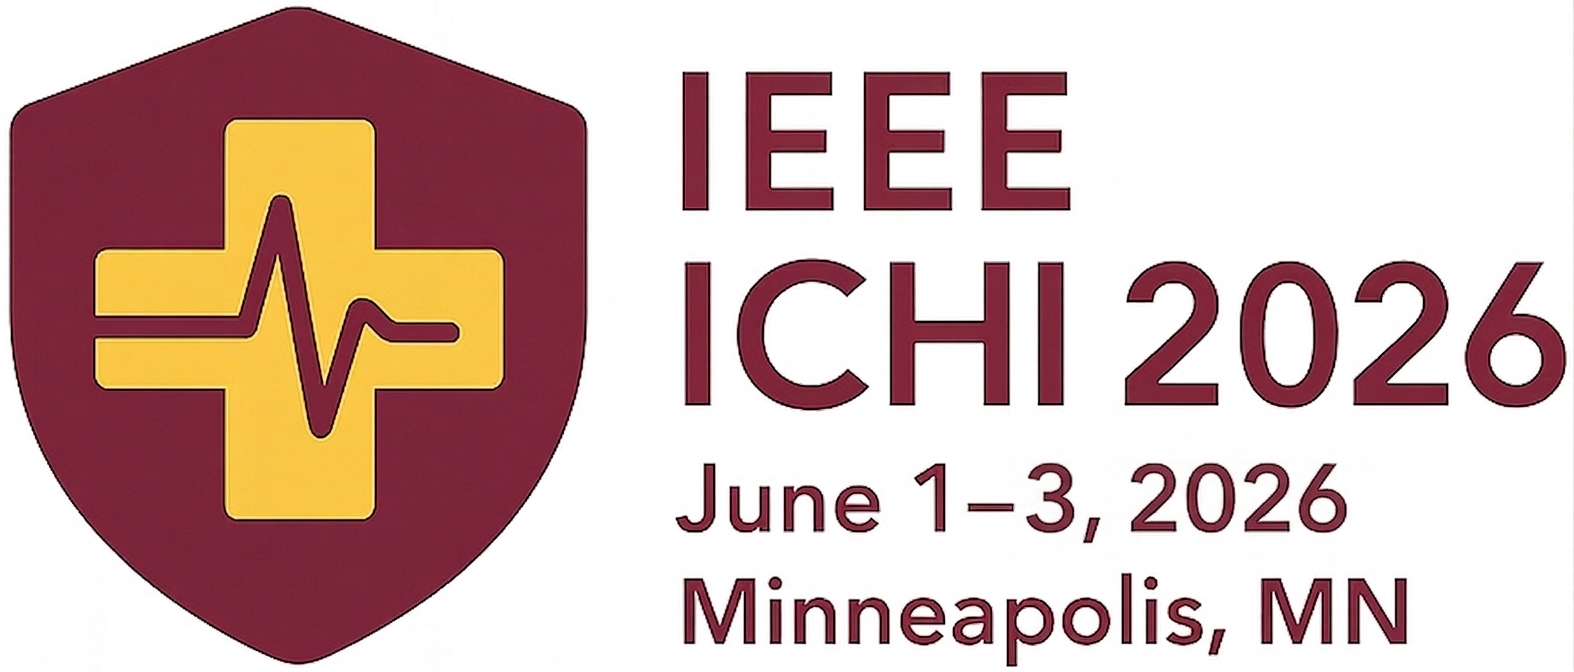 IEEE
ICHI 2026
June 1–3, 2026
Minneapolis, MN